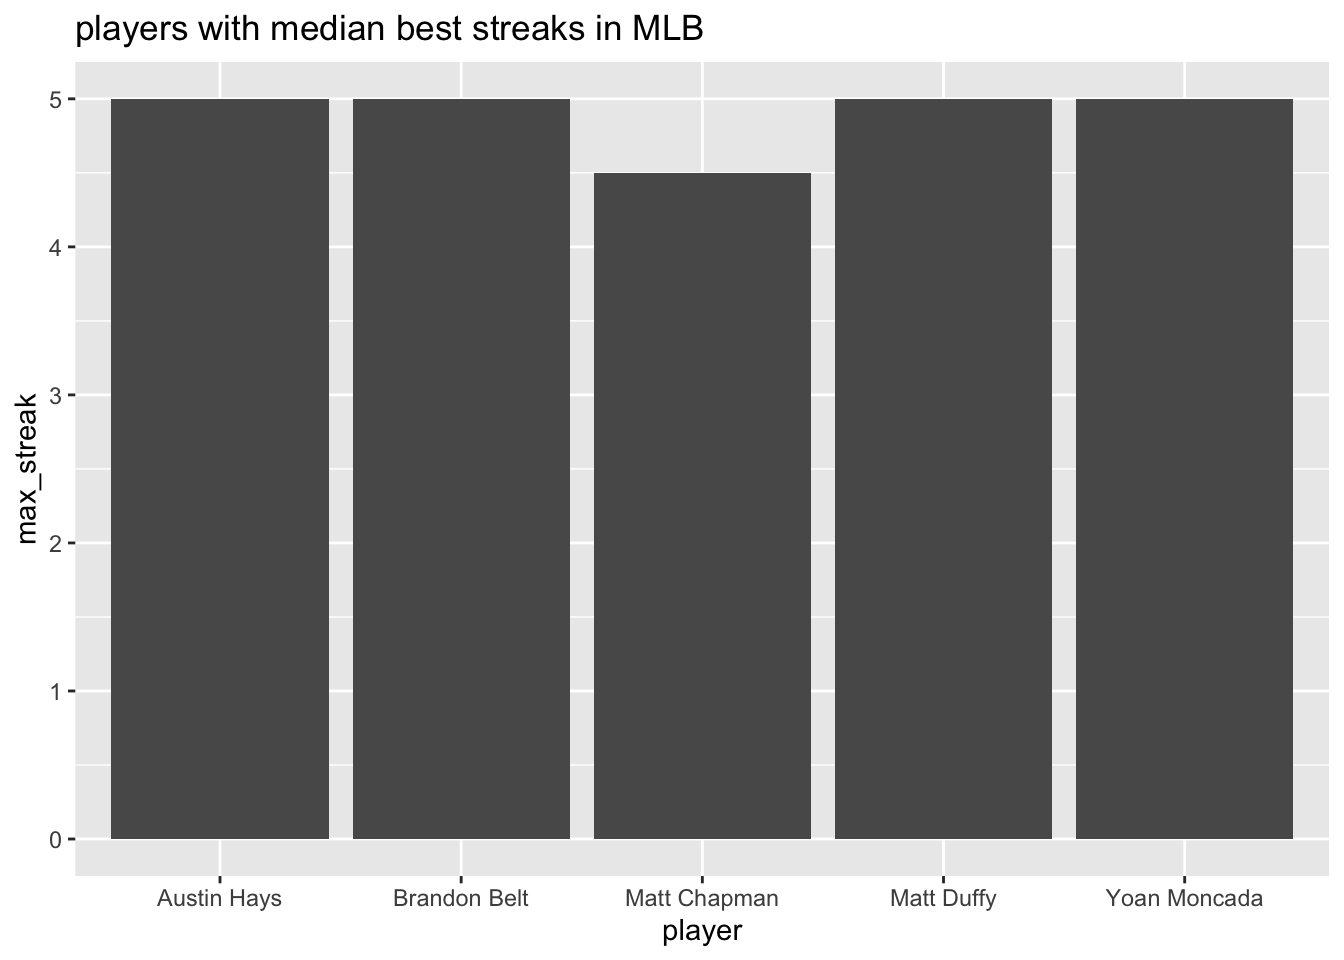 players with median best streaks in MLB
max_streak
5
4
3
2
1
0
Austin Hays Brandon Belt Matt Chapman Matt Duffy Yoan Moncada
player